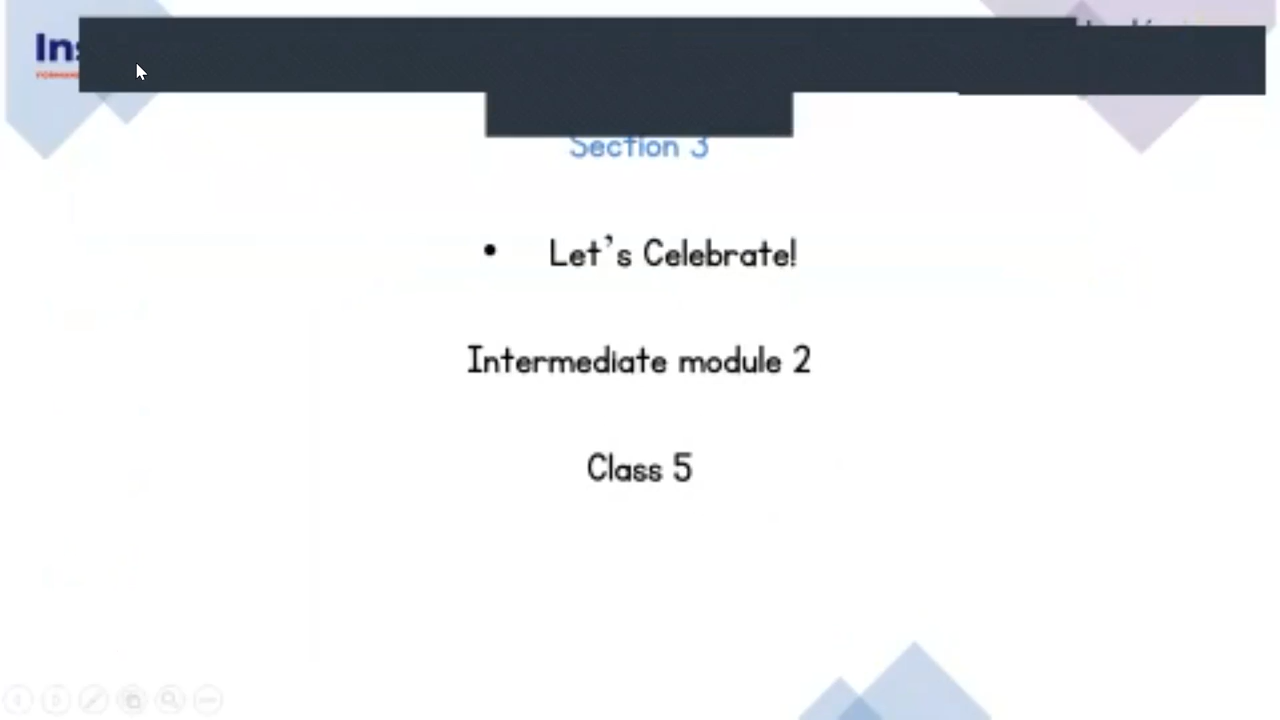 Section 3
• Let’s Celebrate!
Intermediate module 2
Class 5